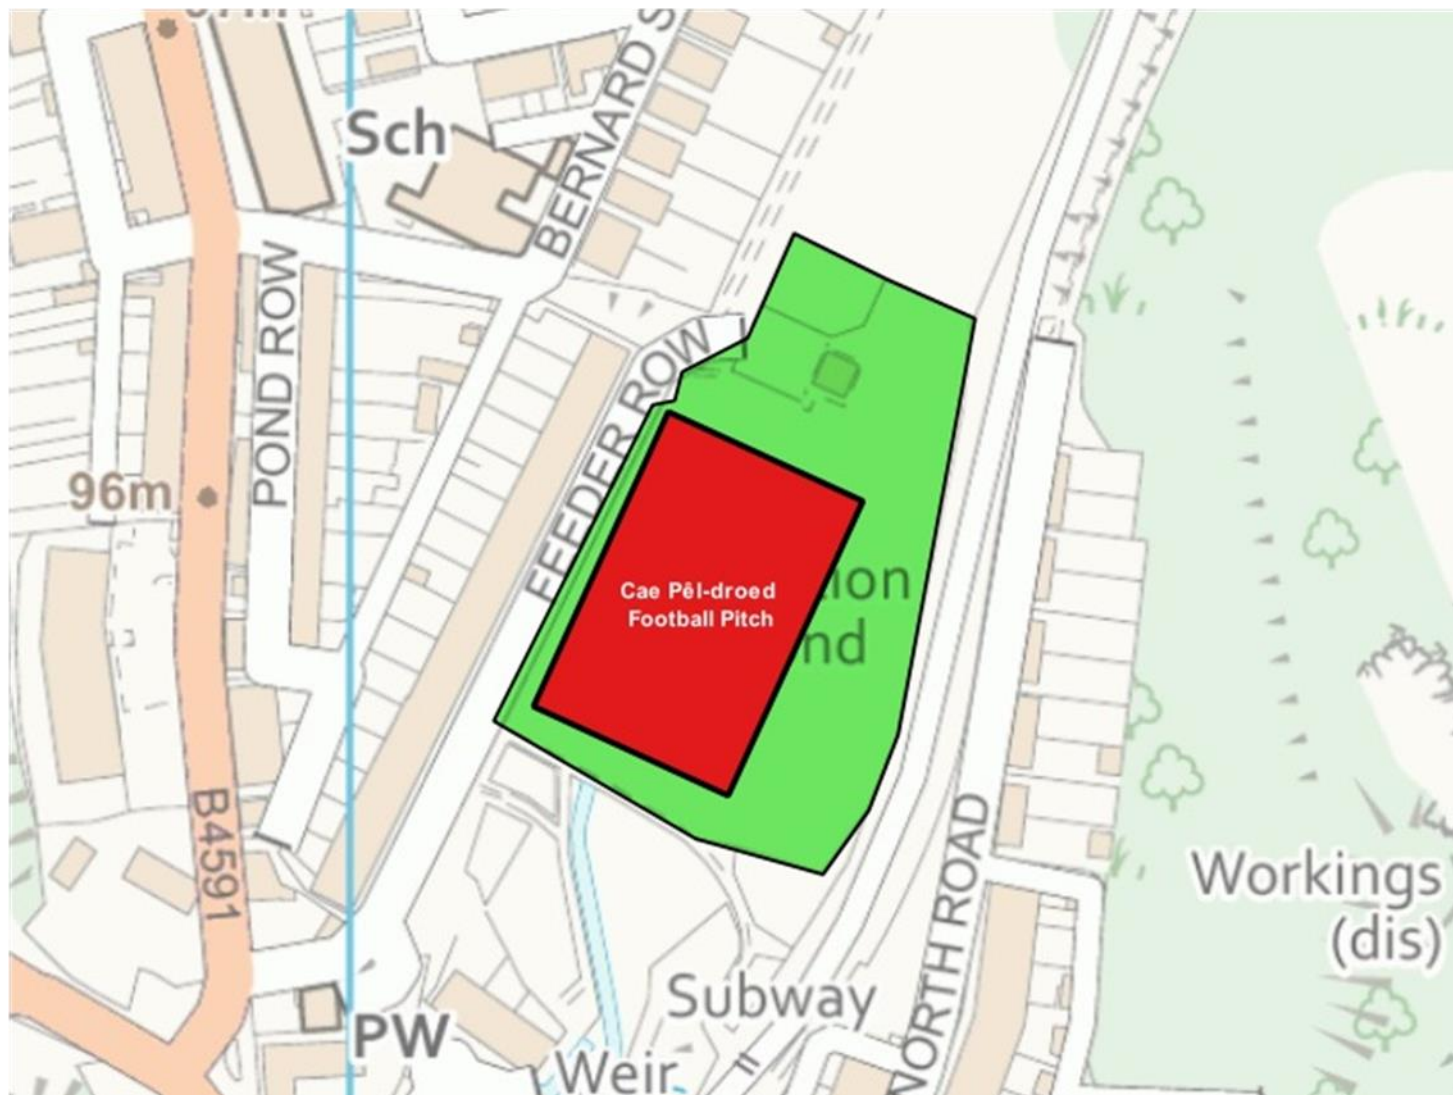 Sch
BERNARD S
POND ROW
FEEDER ROW
96m
Cae Pêl-droed
Football Pitch
tion
nd
B4591
NORTH ROAD
Workings
(dis)
Subway
PW
Weir